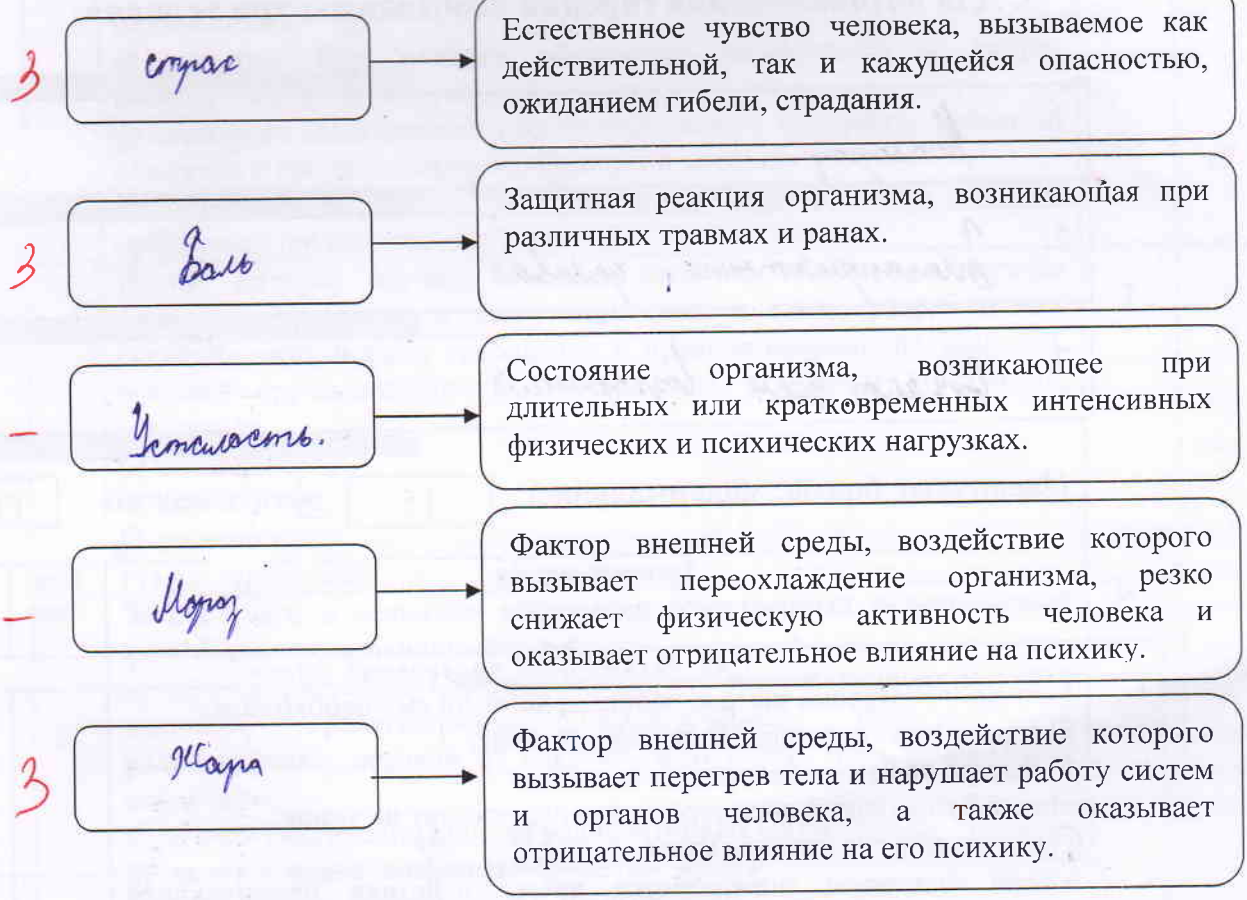 3
страс
Естественное чувство человека, вызываемое как
действительной, так и кажущейся опасностью,
ожиданием гибели, страдания.
3
Боль
Защитная реакция организма, возникающая при
различных травмах и ранах.
–
Усталость.
Состояние организма, возникающее при
длительных или кратковременных интенсивных
физических и психических нагрузках.
–
Мороз
Фактор внешней среды, воздействие которого
вызывает переохлаждение организма, резко
снижает физическую активность человека и
оказывает отрицательное влияние на психику.
3
Жара
Фактор внешней среды, воздействие которого
вызывает перегрев тела и нарушает работу систем
и органов человека, а также оказывает
отрицательное влияние на его психику.